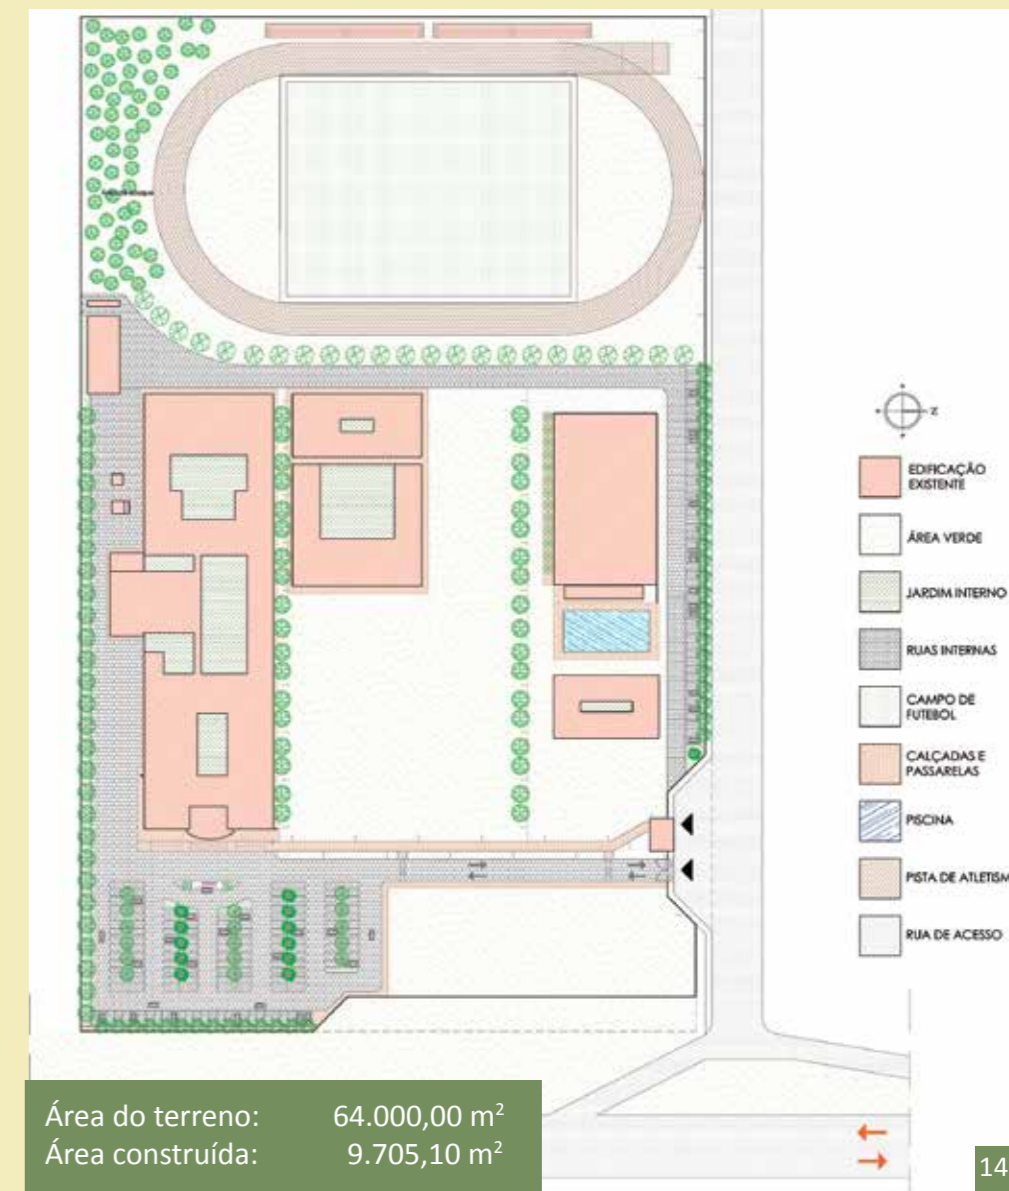 N
EDIFICAÇÃO
EXISTENTE
ÁREA VERDE
JARDIM INTERNO
RUAS INTERNAS
CAMPO DE
FUTEBOL
CALÇADAS E
PASSARELAS
PISCINA
PISTA DE ATLETISM
RUA DE ACESSO
Área do terreno: 64.000,00 m²
Área construída: 9.705,10 m²
14